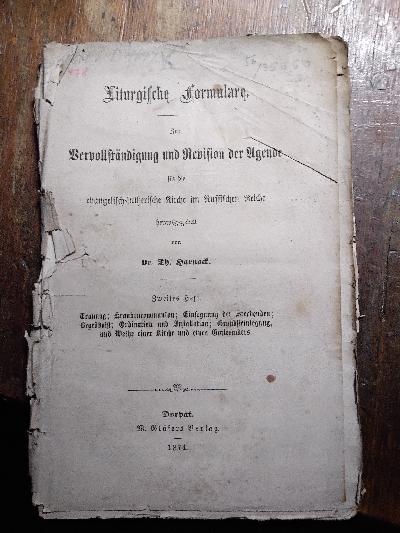 Liturgische Formulare.
Zur
Vervollständigung und Revision der Agende
für die
evangelisch-lutherische Kirche im Russischen Reiche
herausgegeben
von
Dr. Th. Harnack.
Zweites Heft.
Trauung; Krankencommunion; Einsegnung der Sterbenden;
Begräbniß; Ordination und Introduction; Grundsteinlegung,
und Weihe einer Kirche und eines Gottesackers.
Dorpat.
W. Gläsers Verlag.
1874.